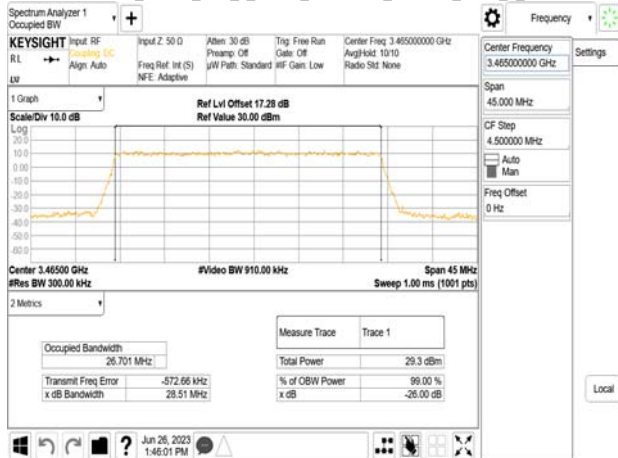 Spectrum Analyzer 1
Occupied BW
Frequency
KEYSIGHT
RL
Input: RF
Coupling: DC
Align: Auto
Input Z: 50 Ω
Freq Ref: Int (S)
NFE: Adaptive
Atten: 30 dB
Preamp: Off
µW Path: Standard
Trig: Free Run
Gate: Off
#IF Gain: Low
Center Freq: 3.465000000 GHz
Avg|Hold: 10/10
Radio Std: None
Center Frequency
3.465000000 GHz
Settings
Span
45.000 MHz
CF Step
4.500000 MHz
Auto
Man
Freq Offset
0 Hz
Local
1 Graph
Scale/Div 10.0 dB
Ref Lvl Offset 17.28 dB
Ref Value 30.00 dBm
Log
20.0
10.0
0.00
-10.0
-20.0
-30.0
-40.0
-50.0
-60.0
Center 3.46500 GHz
#Res BW 300.00 kHz
#Video BW 910.00 kHz
Span 45 MHz
Sweep 1.00 ms (1001 pts)
2 Metrics
Occupied Bandwidth
26.701 MHz
Transmit Freq Error -572.66 kHz
x dB Bandwidth 28.51 MHz
Measure Trace Trace 1
Total Power 29.3 dBm
% of OBW Power 99.00 %
x dB -26.00 dB
Jun 26, 2023
1:46:01 PM